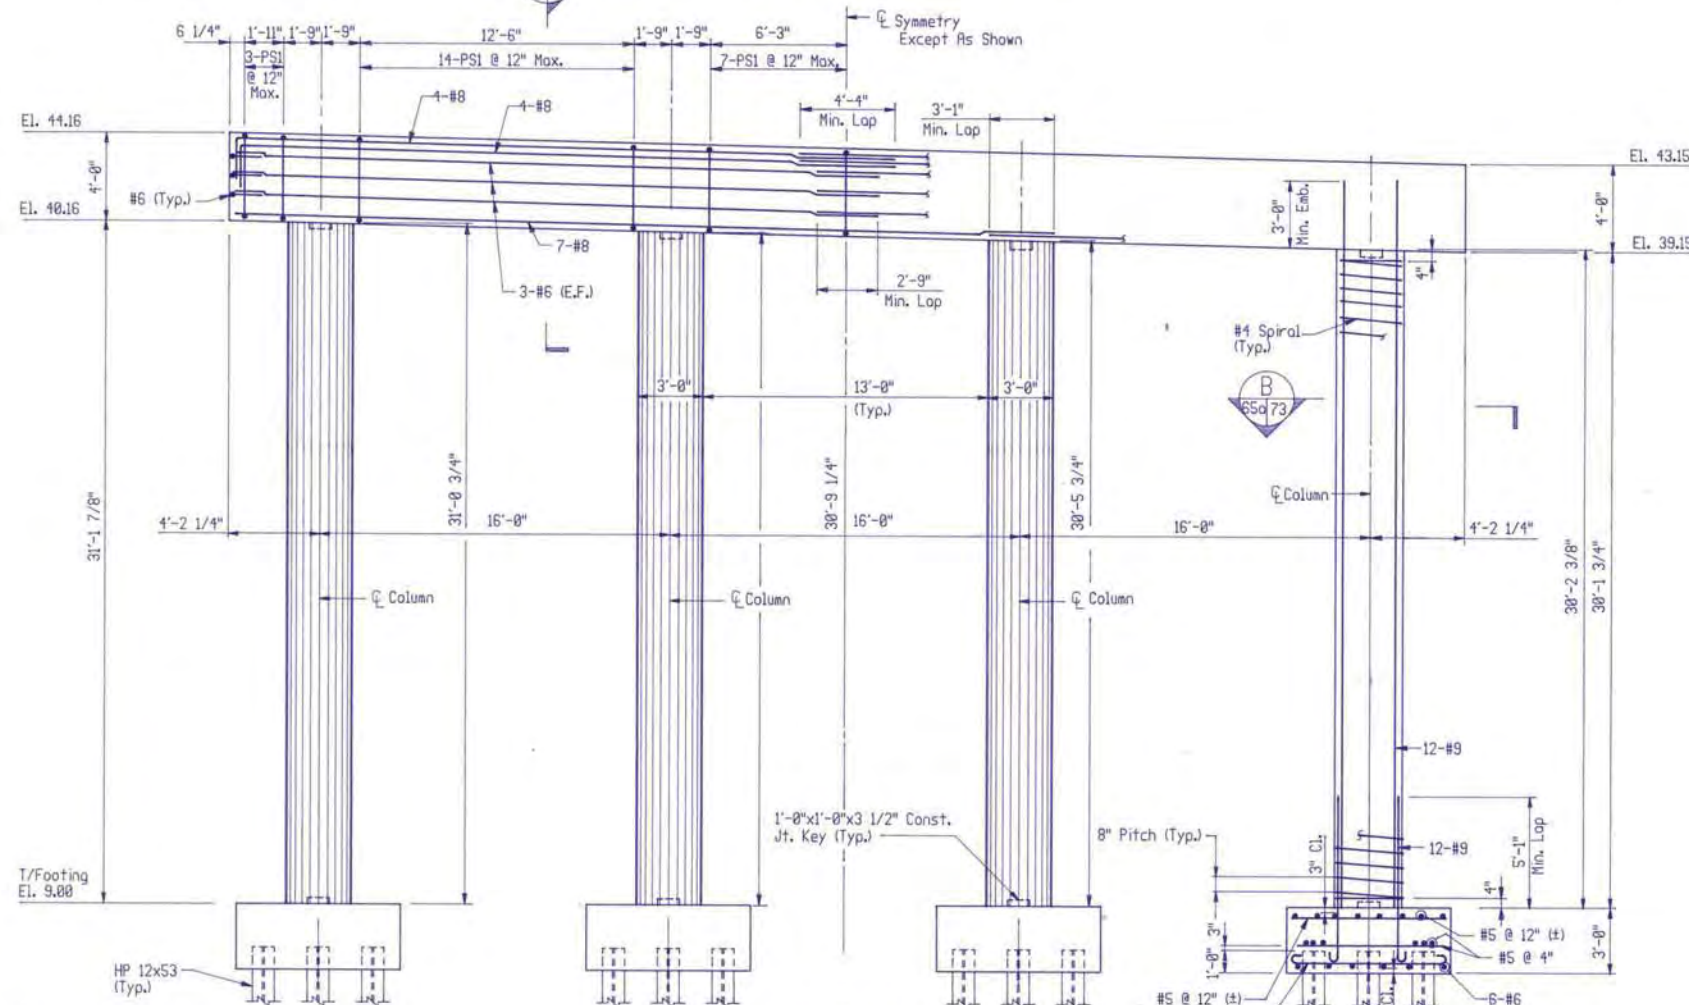 6 1/4"
1'-11"
1'-9"
1'-9"
12'-6"
1'-9"
1'-9"
6'-3"
℄ Symmetry
Except As Shown
3-PS1
@ 12"
Max.
14-PS1 @ 12" Max.
7-PS1 @ 12" Max.
4-#8
4-#8
4'-4"
Min. Lap
3'-1"
Min. Lap
El. 44.16
El. 43.15
4'-0"
#6 (Typ.)
El. 40.16
3'-0"
Min. Emb.
4'-0"
El. 39.15
7-#8
3-#6 (E.F.)
2'-9"
Min. Lap
4"
#4 Spiral
(Typ.)
B
65a 73
3'-0"
13'-0"
(Typ.)
3'-0"
31'-1 7/8"
31'-0 3/4"
30'-9 1/4"
30'-5 3/4"
℄ Column
4'-2 1/4"
16'-0"
16'-0"
16'-0"
4'-2 1/4"
30'-2 3/8"
30'-1 3/4"
℄ Column
℄ Column
℄ Column
12-#9
1'-0"x1'-0"x3 1/2" Const.
Jt. Key (Typ.)
8" Pitch (Typ.)
3" Cl.
12-#9
5'-1"
Min. Lap
T/Footing
El. 9.00
4"
#5 @ 12" (±)
3'-0"
3"
#5 @ 4"
1'-0"
HP 12x53
(Typ.)
#5 @ 12" (±)
Cl.
6-#6